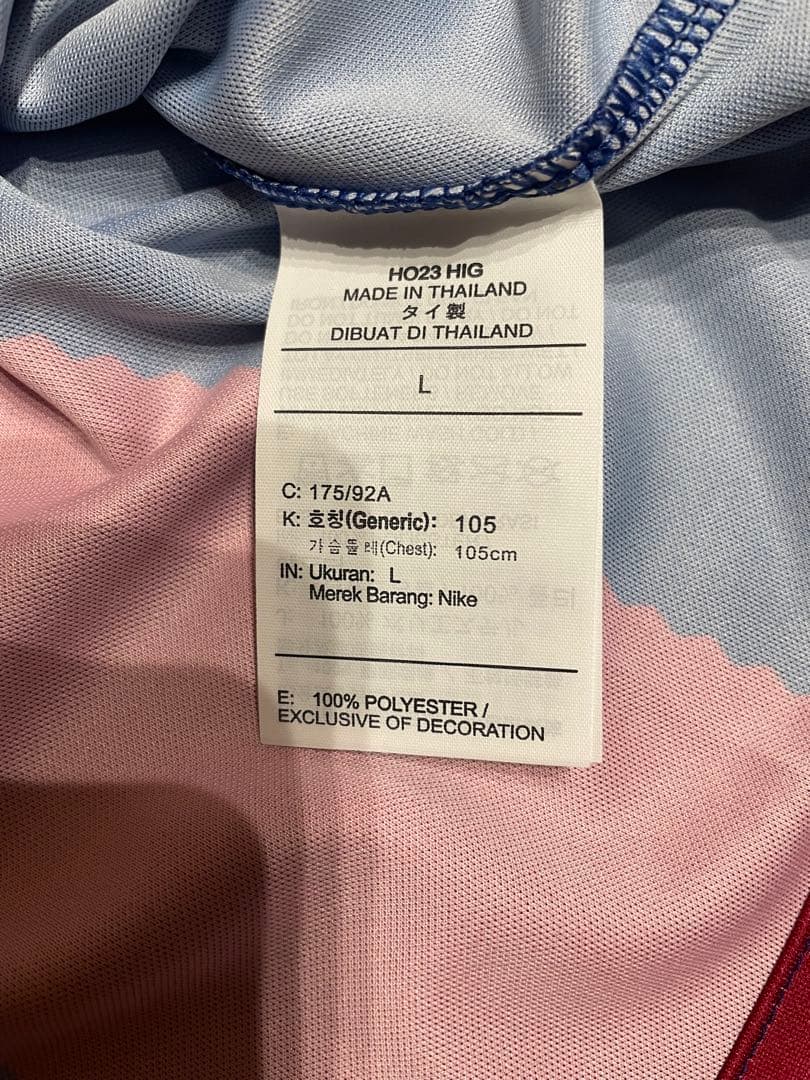 HO23 HIG
MADE IN THAILAND
タイ製
DIBUAT DI THAILAND
L
C: 175/92A
K: 호칭(Generic): 105
가슴둘레(Chest): 105cm
IN: Ukuran: L
Merek Barang: Nike
E: 100% POLYESTER /
EXCLUSIVE OF DECORATION